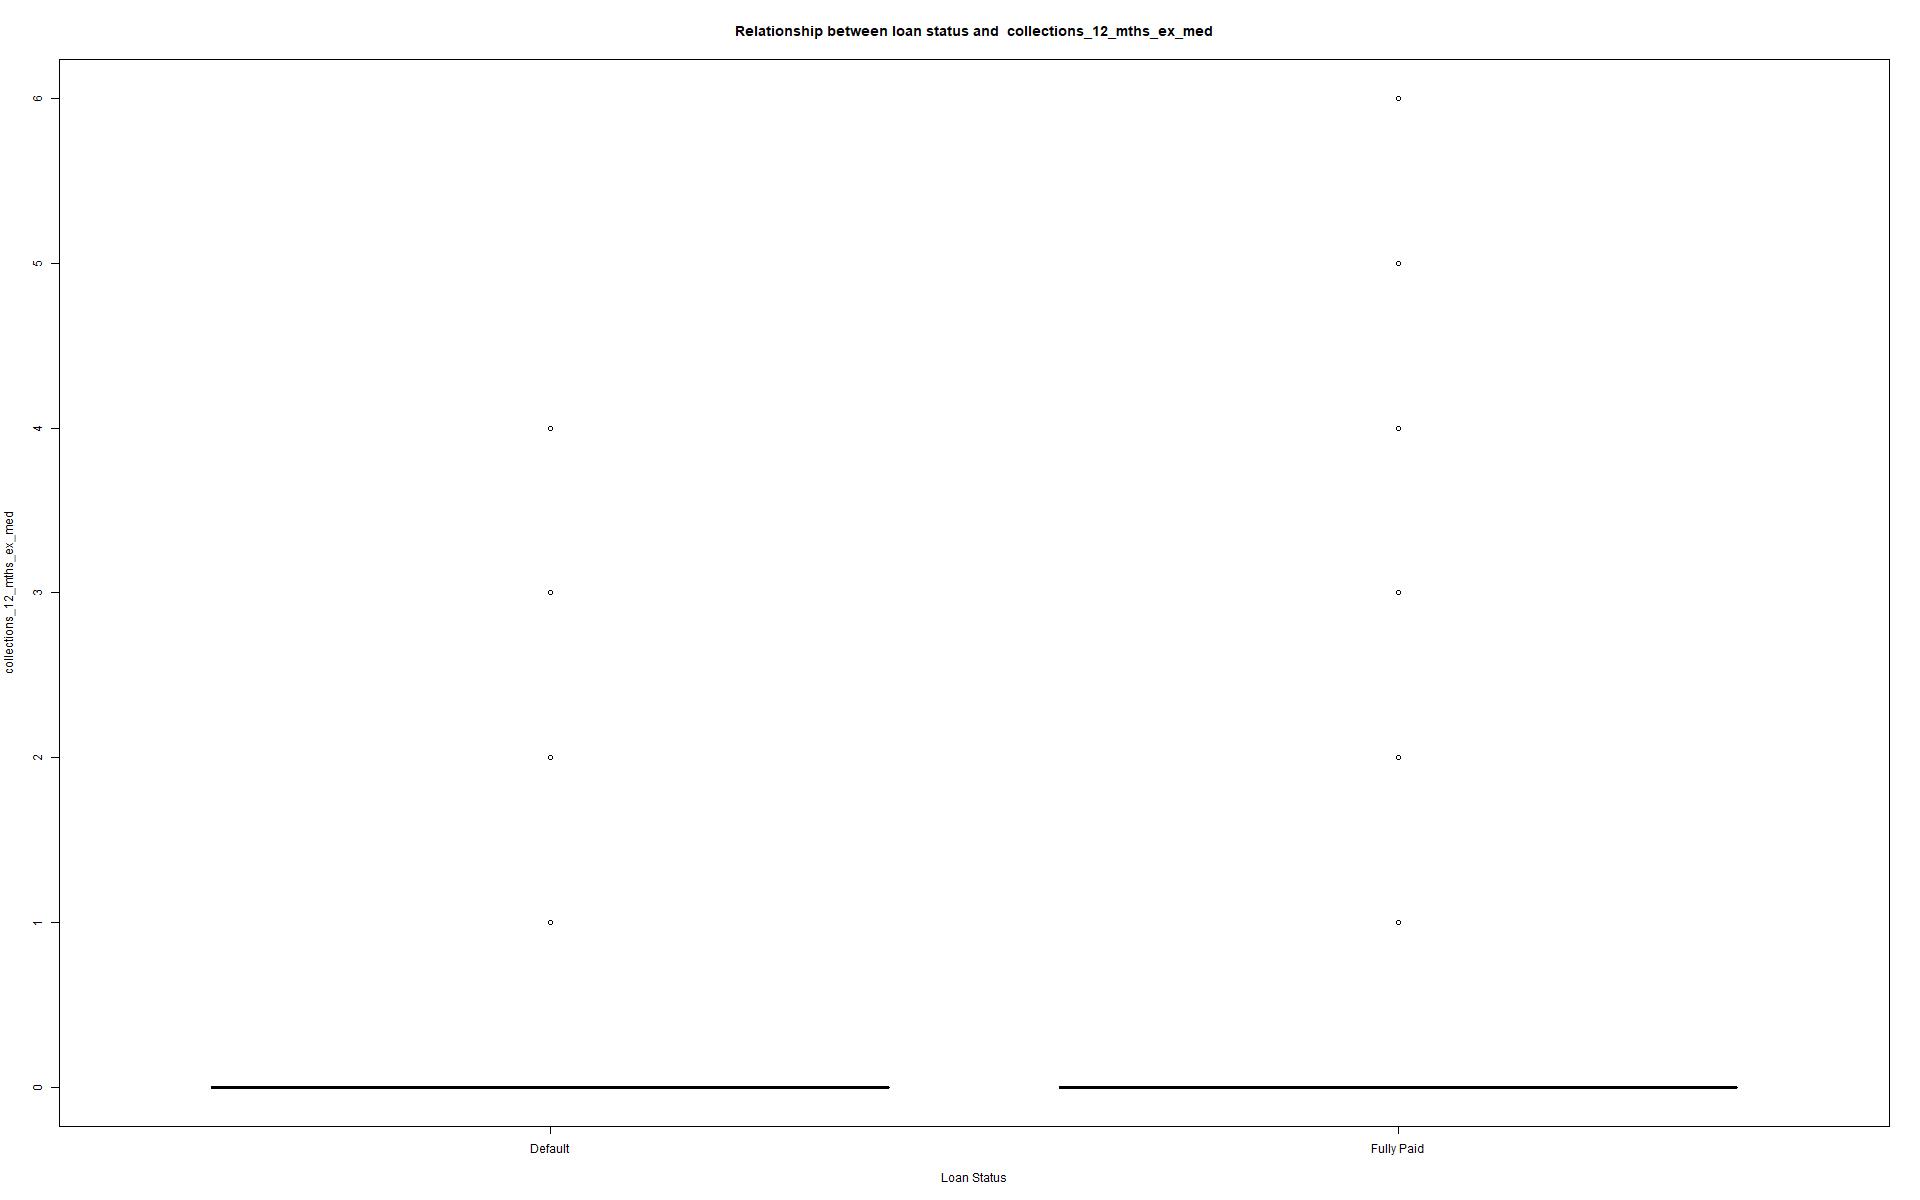 Relationship between loan status and  collections_12_mths_ex_med
collections_12_mths_ex_med
6
5
4
3
2
1
0
Default
Fully Paid
Loan Status